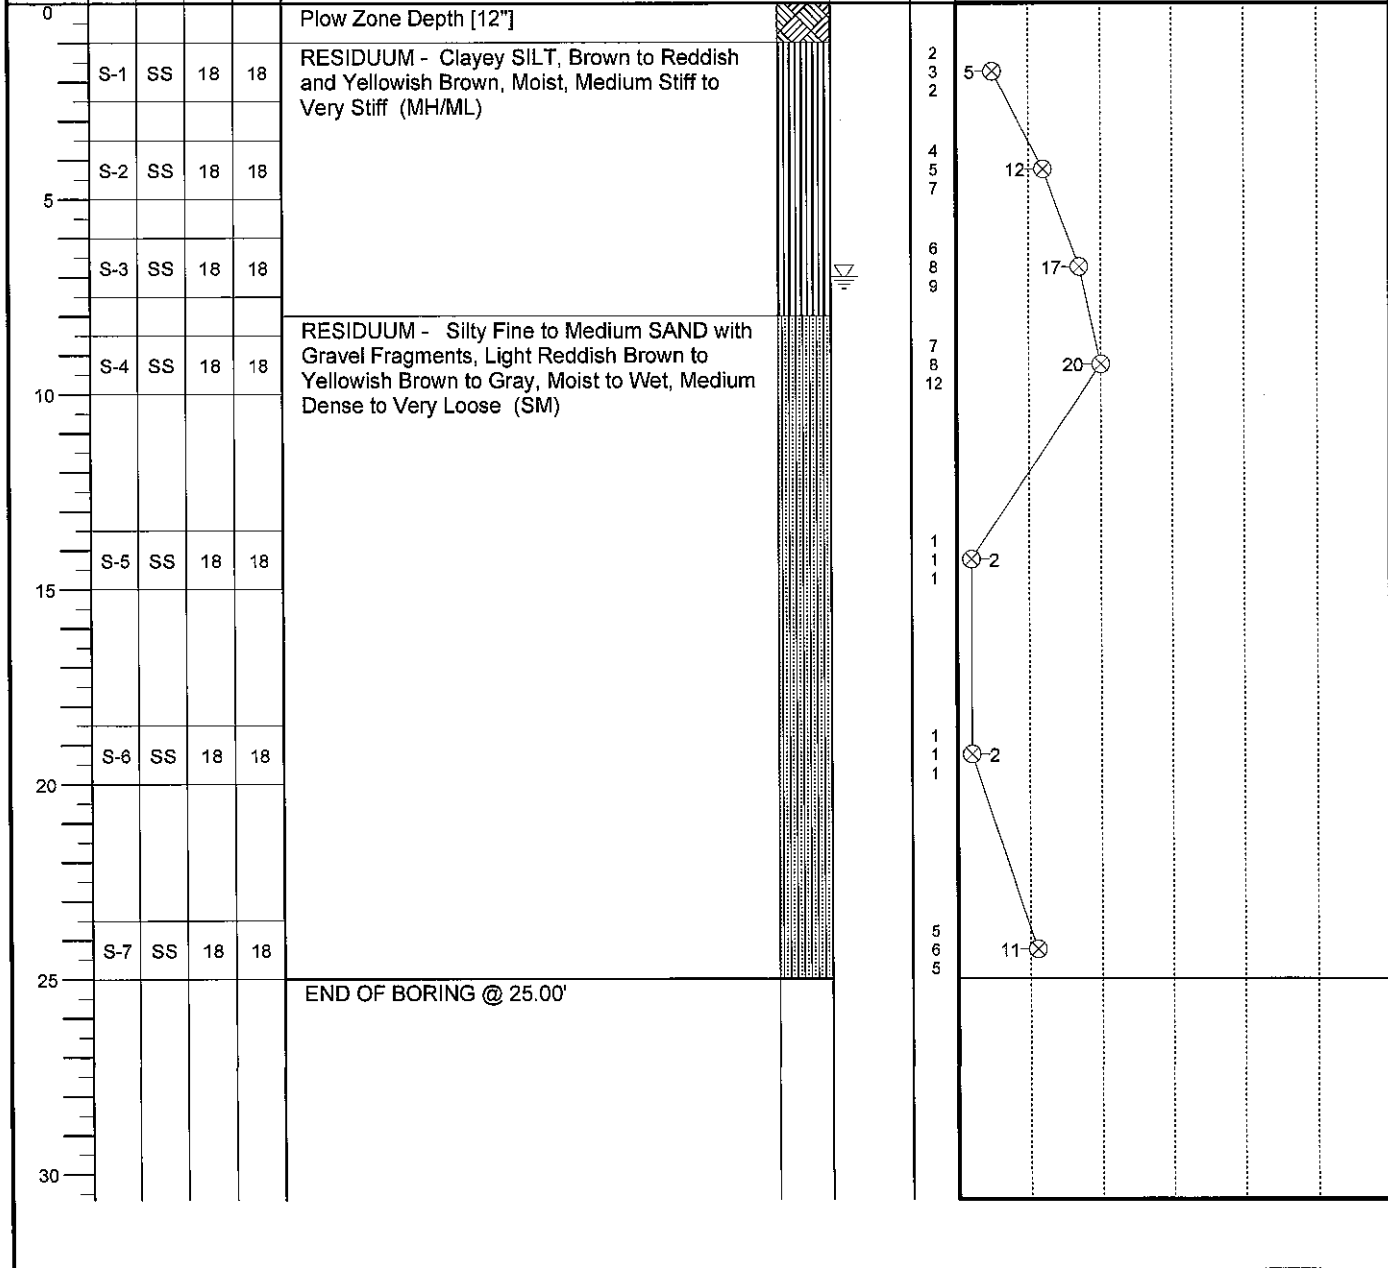 0
Plow Zone Depth [12"]
RESIDUUM - Clayey SILT, Brown to Reddish
and Yellowish Brown, Moist, Medium Stiff to
Very Stiff (MH/ML)
S-1 SS 18 18
2
3
2
5
S-2 SS 18 18
4
5
7
12
5
S-3 SS 18 18
6
8
9
17
RESIDUUM - Silty Fine to Medium SAND with
Gravel Fragments, Light Reddish Brown to
Yellowish Brown to Gray, Moist to Wet, Medium
Dense to Very Loose (SM)
S-4 SS 18 18
7
8
12
20
10
S-5 SS 18 18
1
1
1
2
15
S-6 SS 18 18
1
1
1
2
20
S-7 SS 18 18
5
6
5
11
25
END OF BORING @ 25.00'
30